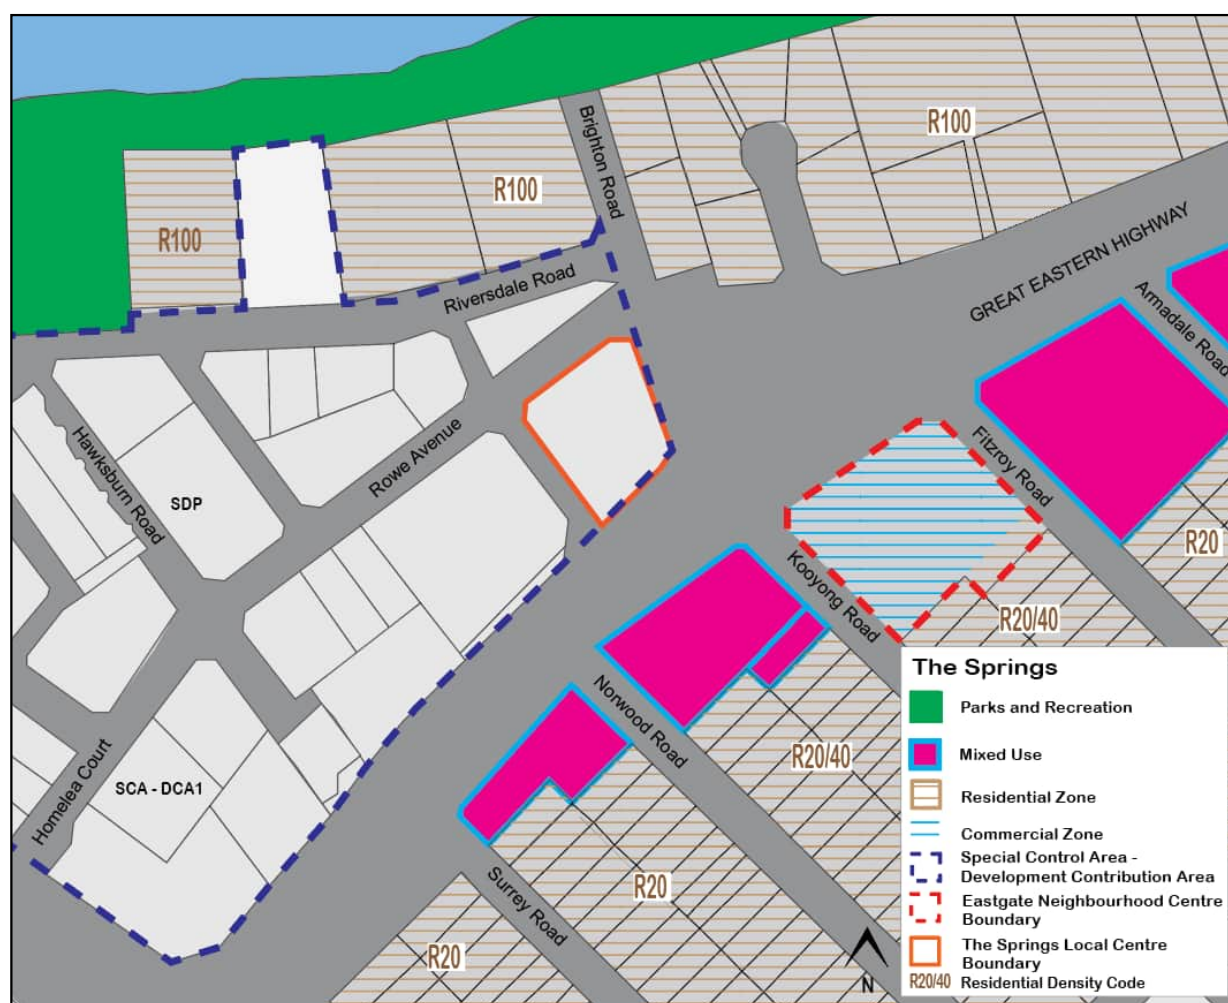 Brighton Road
R100
R100
R100
Riversdale Road
GREAT EASTERN HIGHWAY
Armadale Road
Hawksburn Road
Rowe Avenue
SDP
Fitzroy Road
R20
Kooyong Road
R20/40
Norwood Road
R20/40
Homelea Court
SCA - DCA1
R20
Surrey Road
R20
N
The Springs
Parks and Recreation
Mixed Use
Residential Zone
Commercial Zone
Special Control Area -
Development Contribution Area
Eastgate Neighbourhood Centre
Boundary
The Springs Local Centre
Boundary
R20/40 Residential Density Code